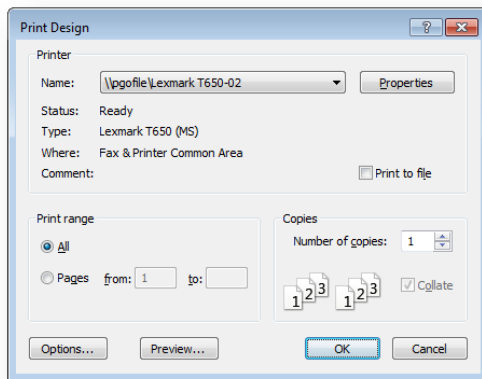 Print Design
Printer
Name: \\pgofile\Lexmark T650-02 Properties
Status: Ready
Type: Lexmark T650 (MS)
Where: Fax & Printer Common Area
Comment: Print to file
Print range
All
Pages from: 1 to:
Copies
Number of copies: 1
1 2 3 1 2 3 Collate
Options... Preview... OK Cancel